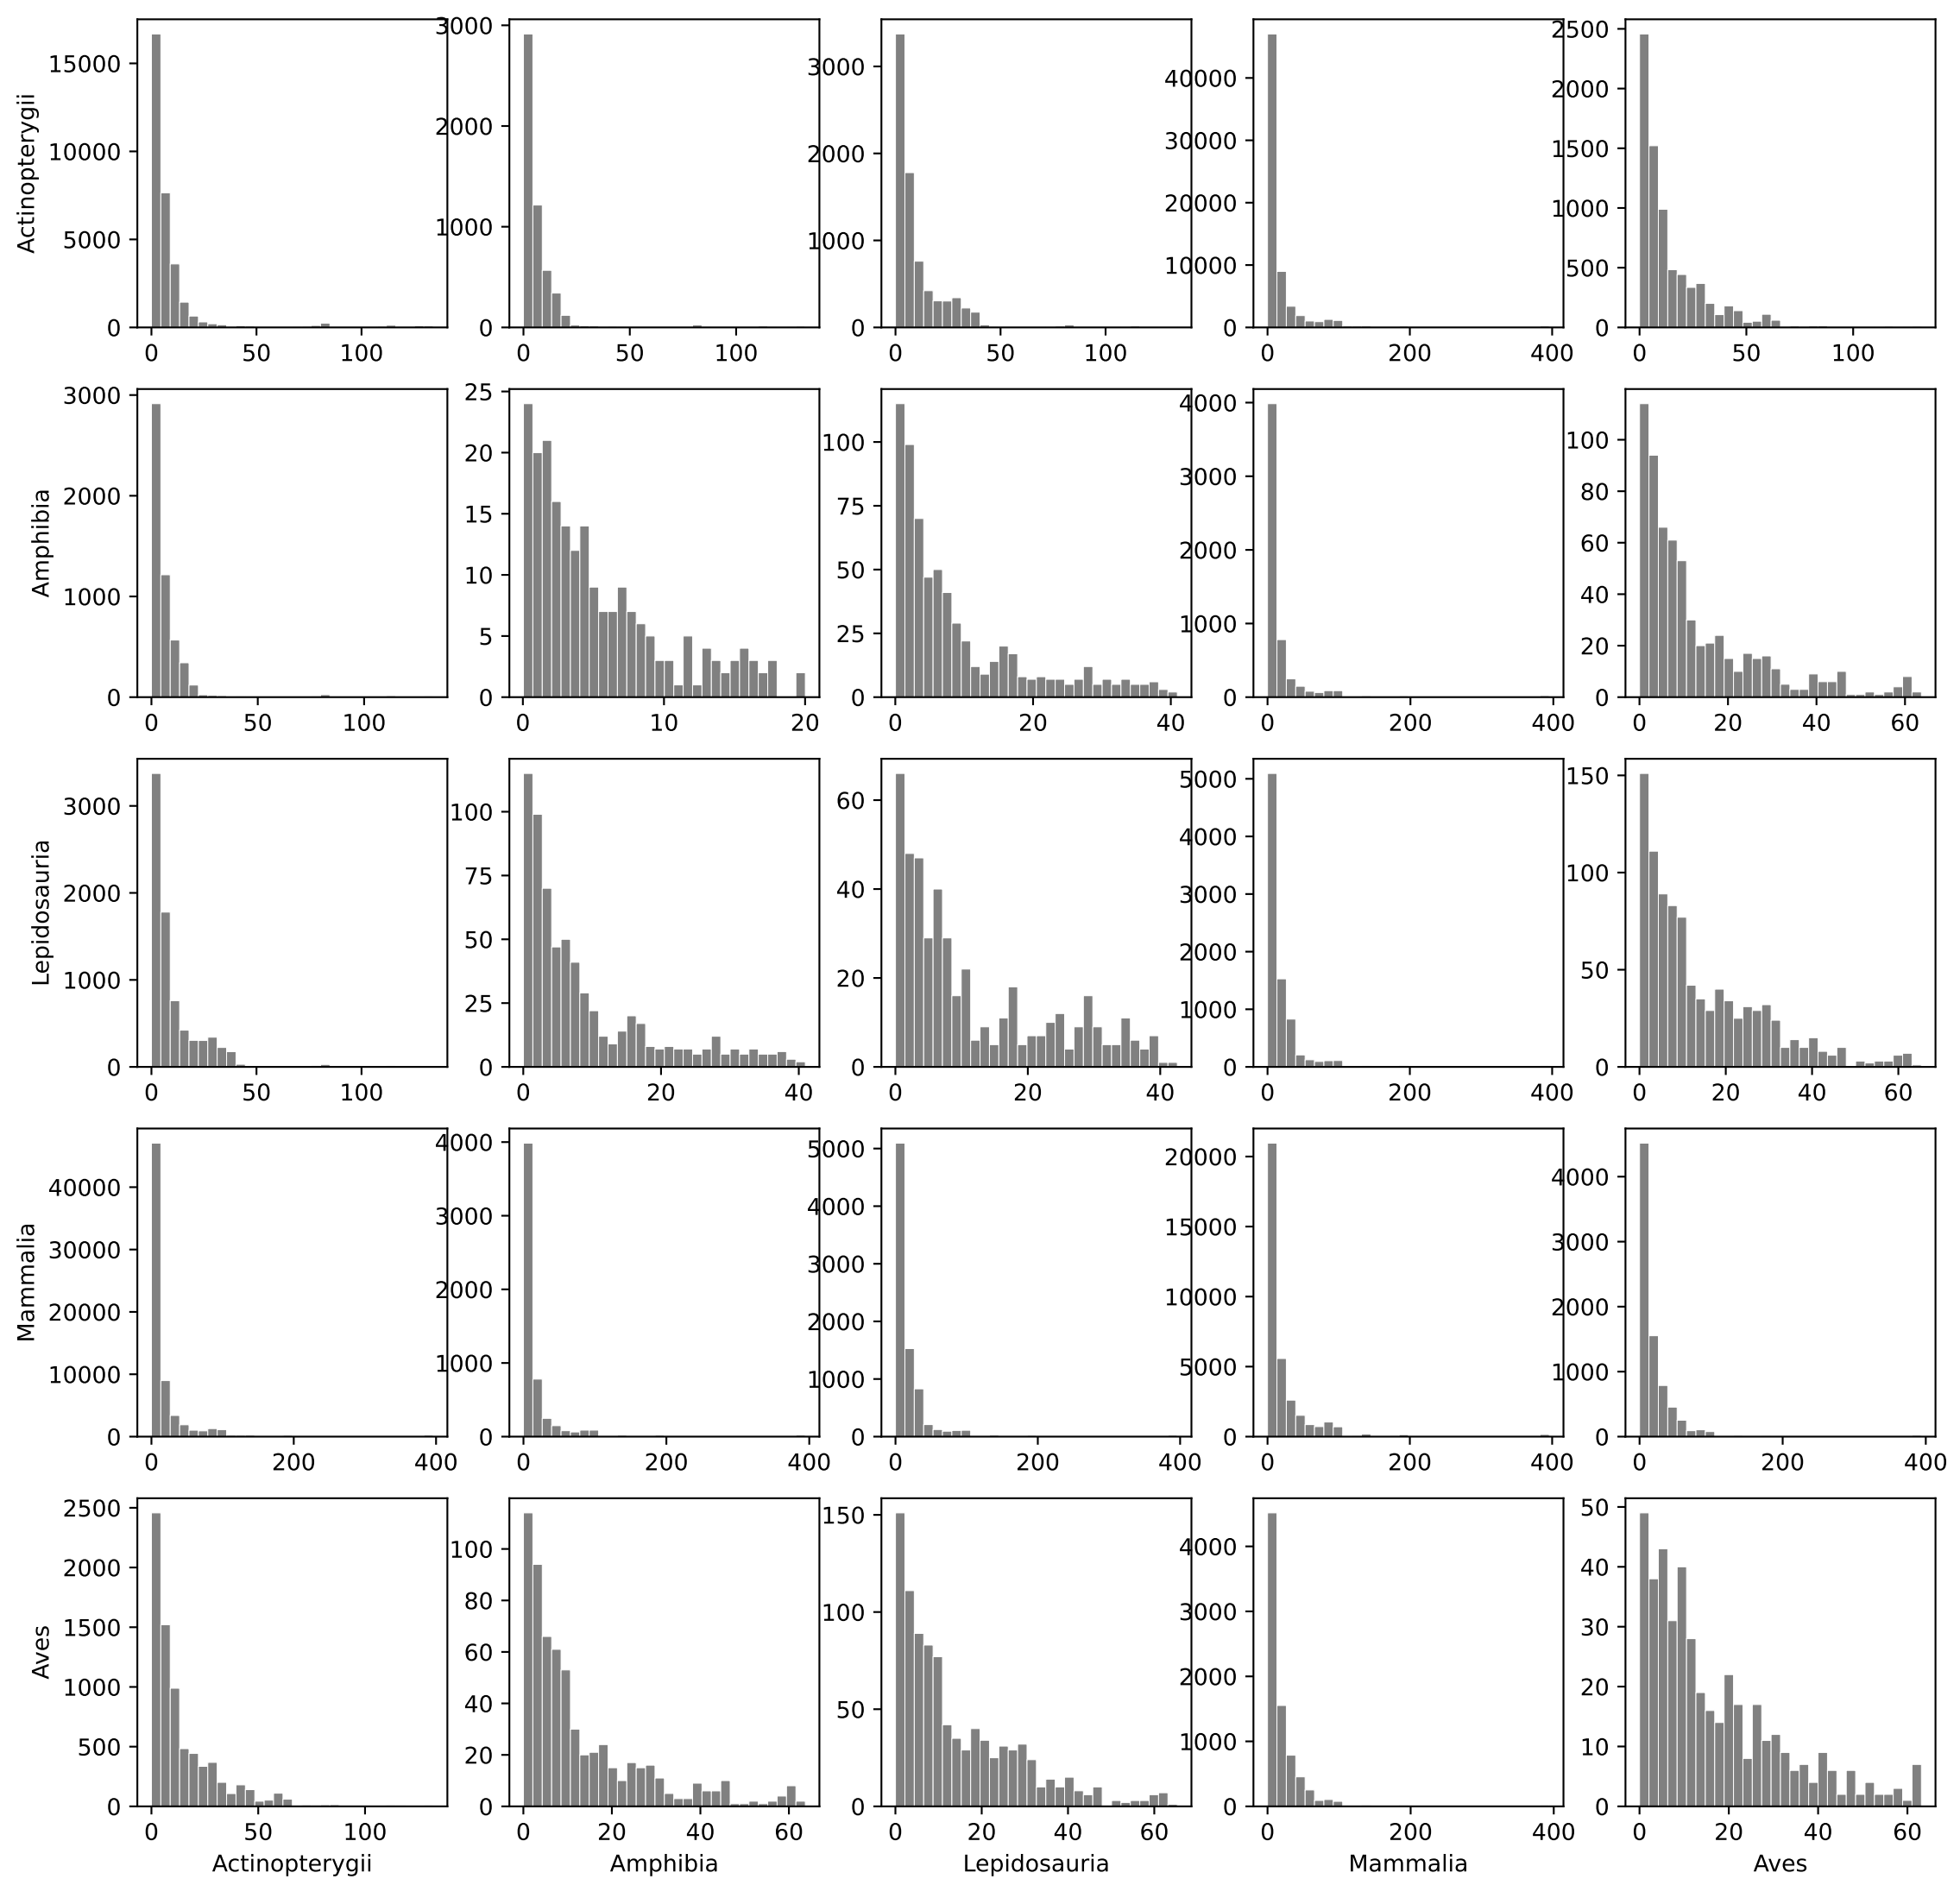 Actinopterygii
15000 10000 5000 0
3000 2000 1000 0
3000 2000 1000 0
40000 30000 20000 10000 0
2500 2000 1500 1000 500 0
0 50 100
0 50 100
0 50 100
0 200 400
0 50 100
Amphibia
3000 2000 1000 0
25 20 15 10 5 0
100 75 50 25 0
4000 3000 2000 1000 0
100 80 60 40 20 0
0 50 100
0 10 20
0 20 40
0 200 400
0 20 40 60
Lepidosauria
3000 2000 1000 0
100 75 50 25 0
60 40 20 0
5000 4000 3000 2000 1000 0
150 100 50 0
0 50 100
0 20 40
0 20 40
0 200 400
0 20 40 60
Mammalia
40000 30000 20000 10000 0
4000 3000 2000 1000 0
5000 4000 3000 2000 1000 0
20000 15000 10000 5000 0
4000 3000 2000 1000 0
0 200 400
0 200 400
0 200 400
0 200 400
0 200 400
Aves
2500 2000 1500 1000 500 0
100 80 60 40 20 0
150 100 50 0
4000 3000 2000 1000 0
50 40 30 20 10 0
0 50 100
0 20 40 60
0 20 40 60
0 200 400
0 20 40 60
Actinopterygii Amphibia Lepidosauria Mammalia Aves